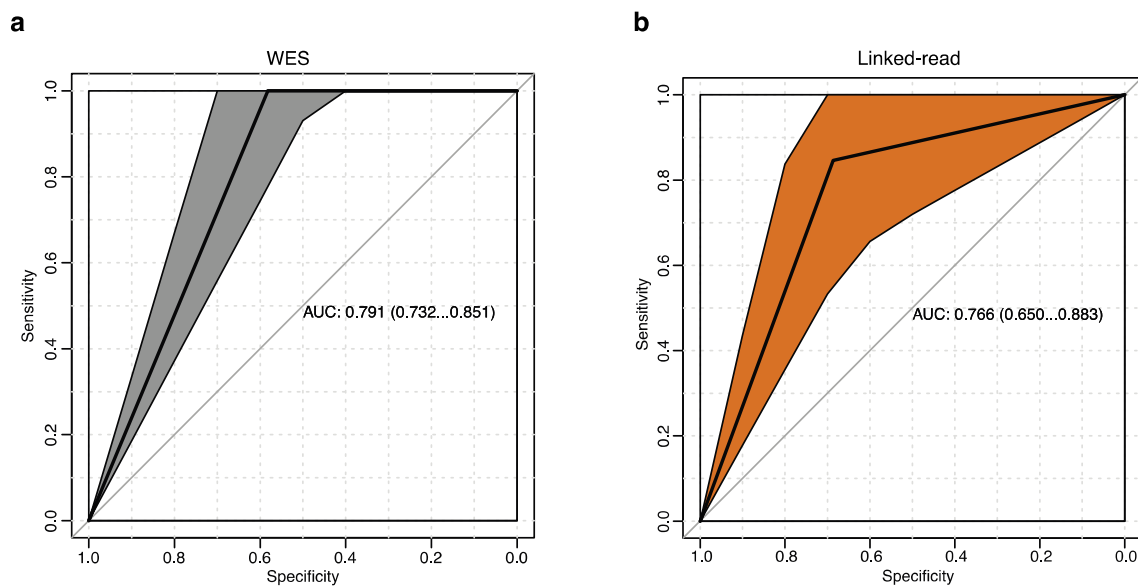 a
WES
1.0
0.8
0.6
0.4
0.2
0.0
Sensitivity
AUC: 0.791 (0.732...0.851)
1.0 0.8 0.6 0.4 0.2 0.0
Specificity
b
Linked-read
1.0
0.8
0.6
0.4
0.2
0.0
Sensitivity
AUC: 0.766 (0.650...0.883)
1.0 0.8 0.6 0.4 0.2 0.0
Specificity